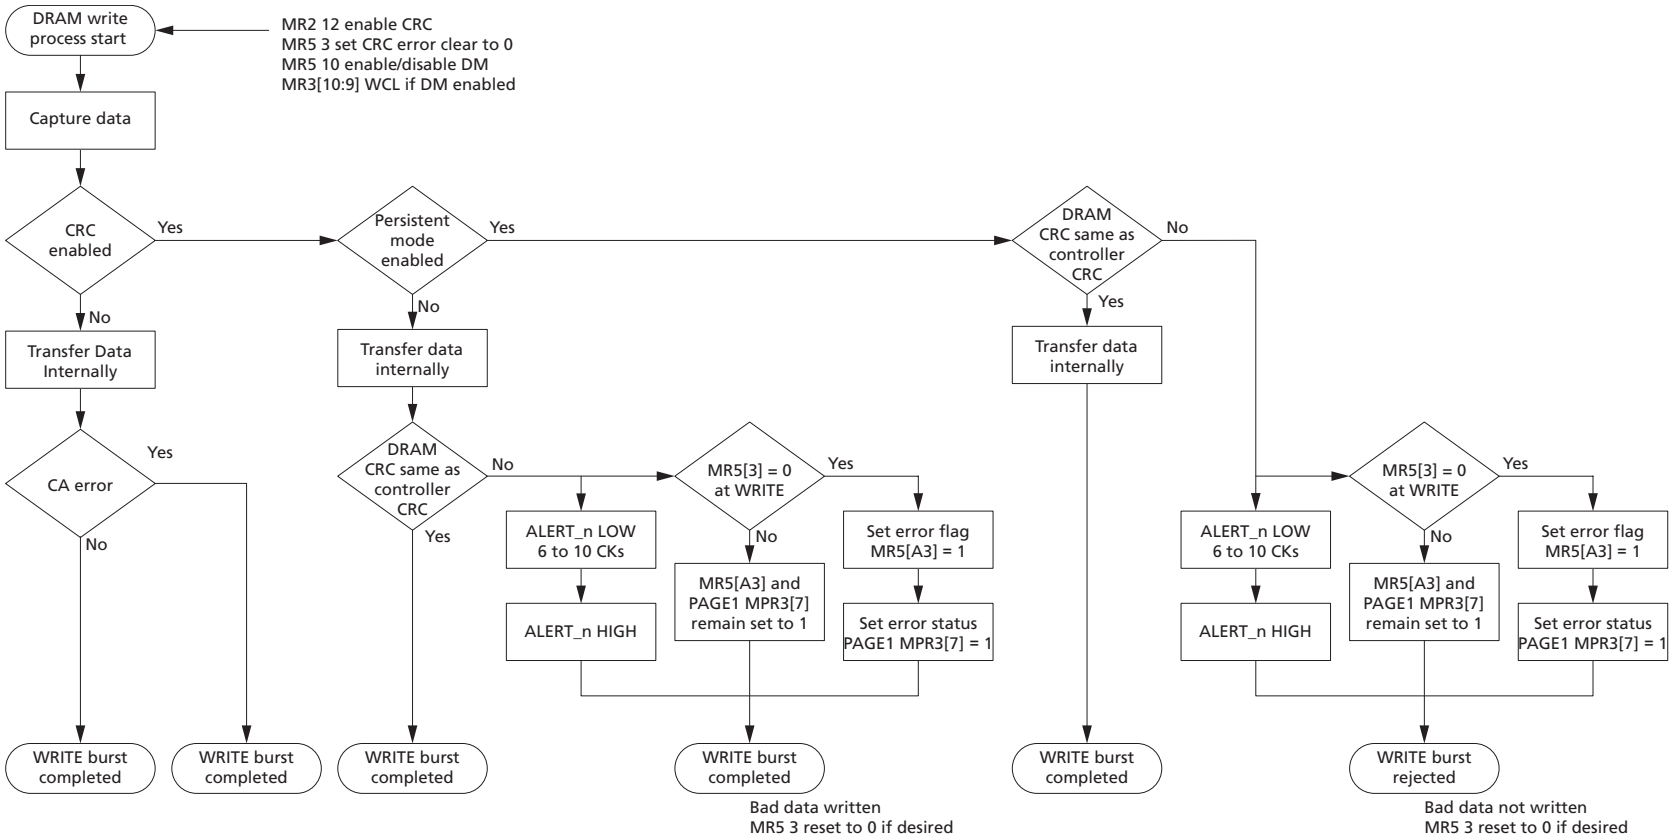 DRAM write
process start
MR2 12 enable CRC
MR5 3 set CRC error clear to 0
MR5 10 enable/disable DM
MR3[10:9] WCL if DM enabled
Capture data
CRC
enabled
Yes
Persistent
mode
enabled
Yes
DRAM
CRC same as
controller
CRC
No
No
No
Yes
Transfer Data
Internally
Transfer data
internally
Transfer data
internally
CA error
Yes
No
DRAM
CRC same as
controller
CRC
No
Yes
MR5[3] = 0
at WRITE
Yes
No
ALERT_n LOW
6 to 10 CKs
ALERT_n HIGH
MR5[A3] and
PAGE1 MPR3[7]
remain set to 1
Set error flag
MR5[A3] = 1
Set error status
PAGE1 MPR3[7] = 1
MR5[3] = 0
at WRITE
Yes
No
ALERT_n LOW
6 to 10 CKs
ALERT_n HIGH
MR5[A3] and
PAGE1 MPR3[7]
remain set to 1
Set error flag
MR5[A3] = 1
Set error status
PAGE1 MPR3[7] = 1
WRITE burst
completed
WRITE burst
completed
WRITE burst
completed
WRITE burst
completed
WRITE burst
completed
WRITE burst
rejected
Bad data written
MR5 3 reset to 0 if desired
Bad data not written
MR5 3 reset to 0 if desired